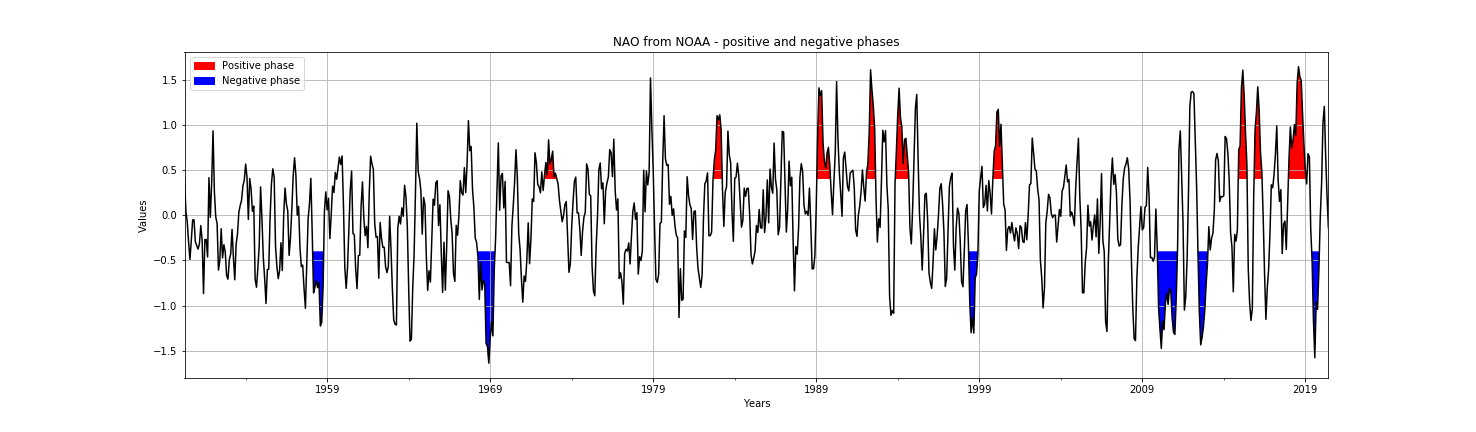 NAO from NOAA - positive and negative phases
Positive phase
Negative phase
Values
1.5
1.0
0.5
0.0
−0.5
−1.0
−1.5
1959 1969 1979 1989 1999 2009 2019
Years